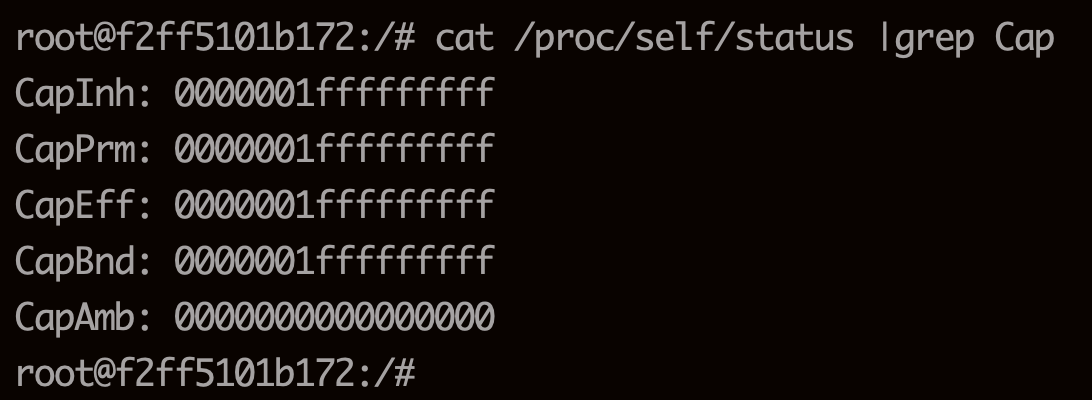 root@f2ff5101b172:/# cat /proc/self/status |grep Cap
CapInh: 0000001fffffffff
CapPrm: 0000001fffffffff
CapEff: 0000001fffffffff
CapBnd: 0000001fffffffff
CapAmb: 0000000000000000
root@f2ff5101b172:/#